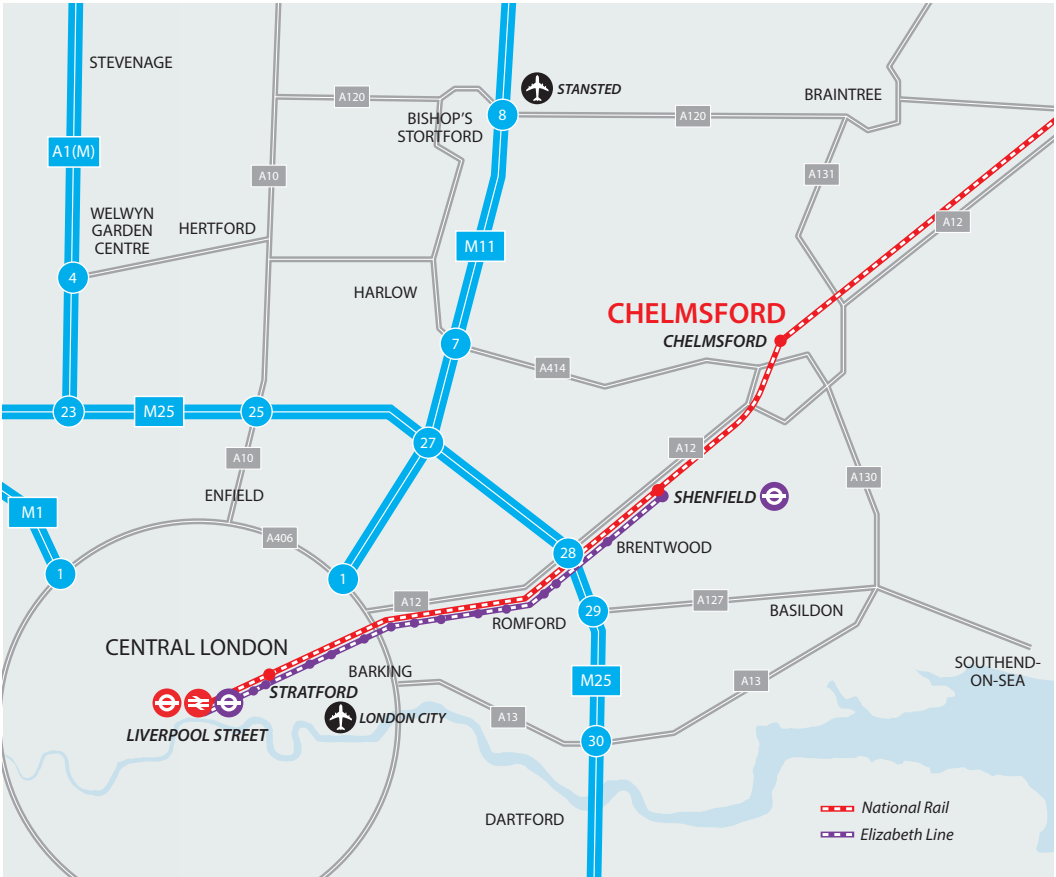 STEVENAGE
STANSTED
BRAINTREE
A120
BISHOP'S
STORTFORD
8
A120
A1(M)
A10
A131
WELWYN
GARDEN
CENTRE
HERTFORD
A12
M11
4
HARLOW
CHELMSFORD
CHELMSFORD
7
A414
23
M25
25
27
A12
A10
A130
ENFIELD
SHENFIELD
M1
A406
BRENTWOOD
28
1
1
A12
29
A127
BASILDON
ROMFORD
CENTRAL LONDON
BARKING
SOUTHEND-
ON-SEA
M25
A13
STRATFORD
LONDON CITY
A13
LIVERPOOL STREET
30
National Rail
DARTFORD
Elizabeth Line